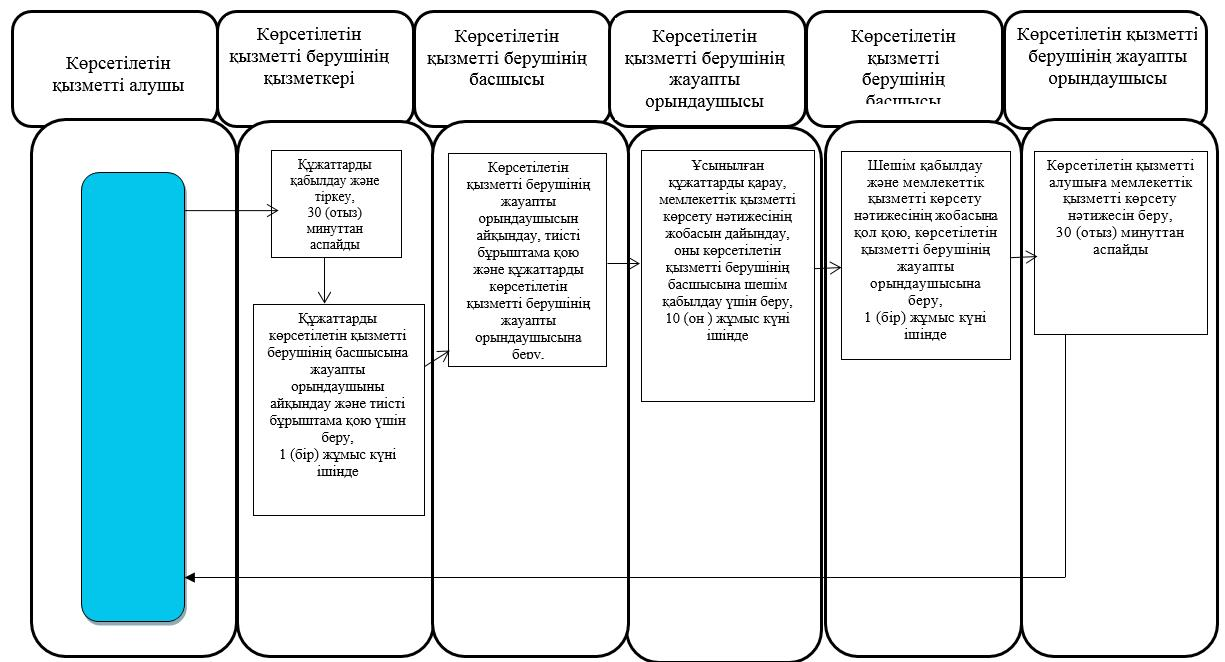 Көрсетілетін
қызметті алушы
Көрсетілетін
қызметті берушінің
қызметкері
Көрсетілетін
қызметті берушінің
басшысы
Көрсетілетін
қызметті берушінің
жауапты
орындаушысы
Көрсетілетін
қызметті
берушінің
басшысы
Көрсетілетін қызметті
берушінің жауапты
орындаушысы
Құжаттарды
қабылдау және
тіркеу,
30 (отыз)
минуттан
аспайды
Құжаттарды
көрсетілетін қызметті
берушінің басшысына
жауапты
орындаушыны
айқындау және тиісті
бұрыштама қою үшін
беру,
1 (бір) жұмыс күні
ішінде
Көрсетілетін
қызметті берушінің
жауапты
орындаушысын
айқындау, тиісті
бұрыштама қою
және құжаттарды
көрсетілетін
қызметті берушінің
жауапты
орындаушысына
беру,
Ұсынылған
құжаттарды қарау,
мемлекеттік қызметті
көрсету нәтижесінің
жобасын дайындау,
оны көрсетілетін
қызметті берушінің
басшысына шешім
қабылдау үшін беру,
10 (он ) жұмыс күні
ішінде
Шешім қабылдау
және мемлекеттік
қызметті көрсету
нәтижесінің жобасына
қол қою, көрсетілетін
қызметті берушінің
жауапты
орындаушысына
беру,
1 (бір) жұмыс күні
ішінде
Көрсетілетін қызметті
алушыға мемлекеттік
қызметті көрсету
нәтижесін беру,
30 (отыз) минуттан
аспайды